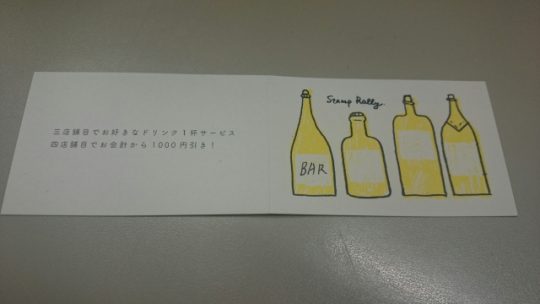 三店舗目でお好きなドリンク1杯サービス
四店舗目でお会計から1000円引き!
Stamp Rally
BAR